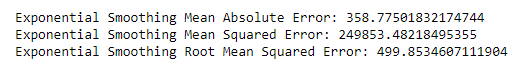 Exponential Smoothing Mean Absolute Error: 358.77501832174744
Exponential Smoothing Mean Squared Error: 249853.48218495355
Exponential Smoothing Root Mean Squared Error: 499.8534607111904